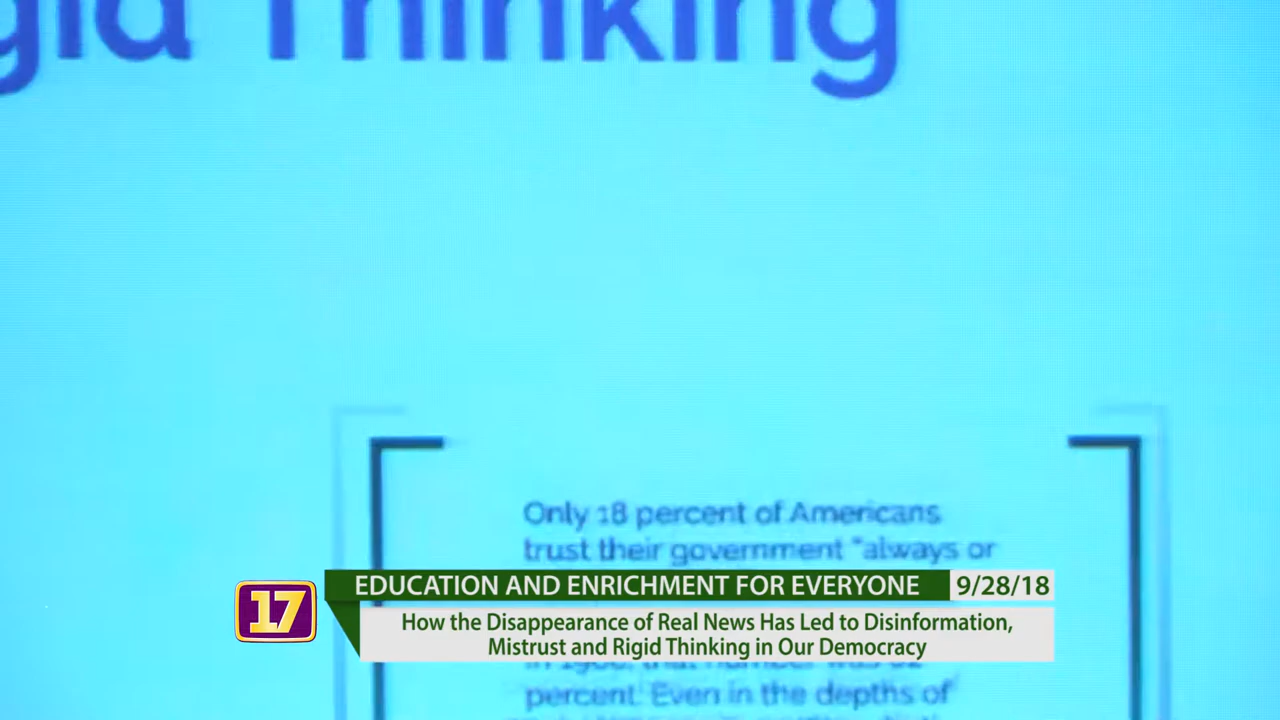 gid Thinking
Only 18 percent of Americans
trust their government "always or
EDUCATION AND ENRICHMENT FOR EVERYONE 9/28/18
17
How the Disappearance of Real News Has Led to Disinformation,
Mistrust and Rigid Thinking in Our Democracy
percent. Even in the depths of